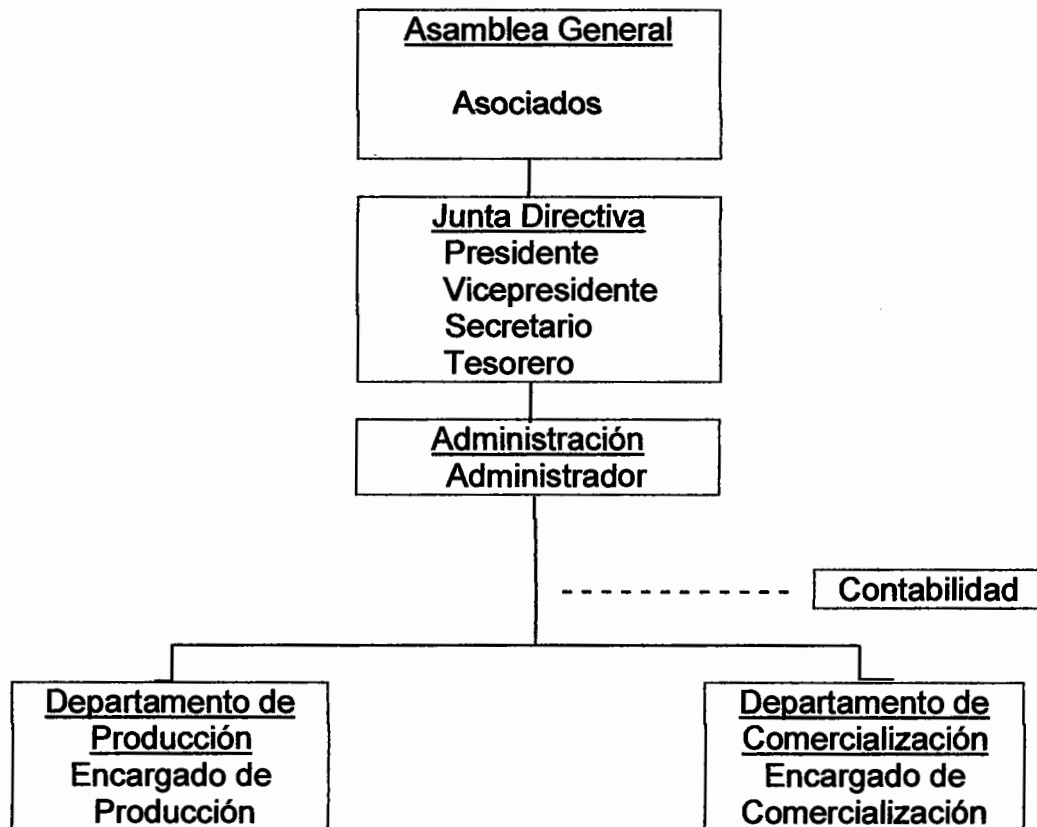 Asamblea General
Asociados
Junta Directiva
Presidente
Vicepresidente
Secretario
Tesorero
Administración
Administrador
Contabilidad
Departamento de
Producción
Encargado de
Producción
Departamento de
Comercialización
Encargado de
Comercialización